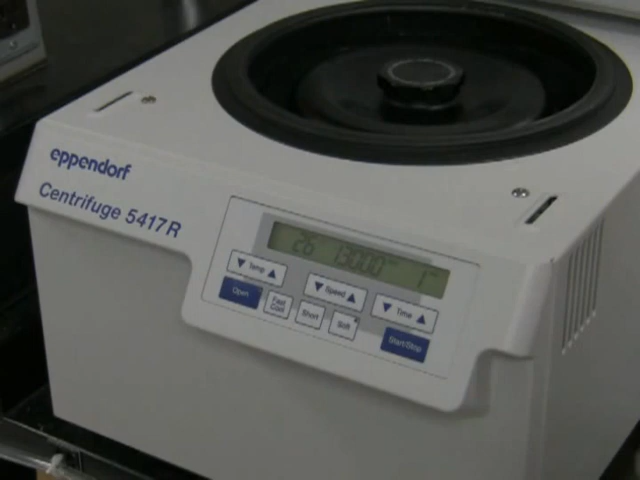 eppendorf
Centrifuge 5417R
26 13000 1
▼ Temp ▲
▼ Speed ▲
▼ Time ▲
Open
Fast
Cool
Short
Soft
Start/Stop